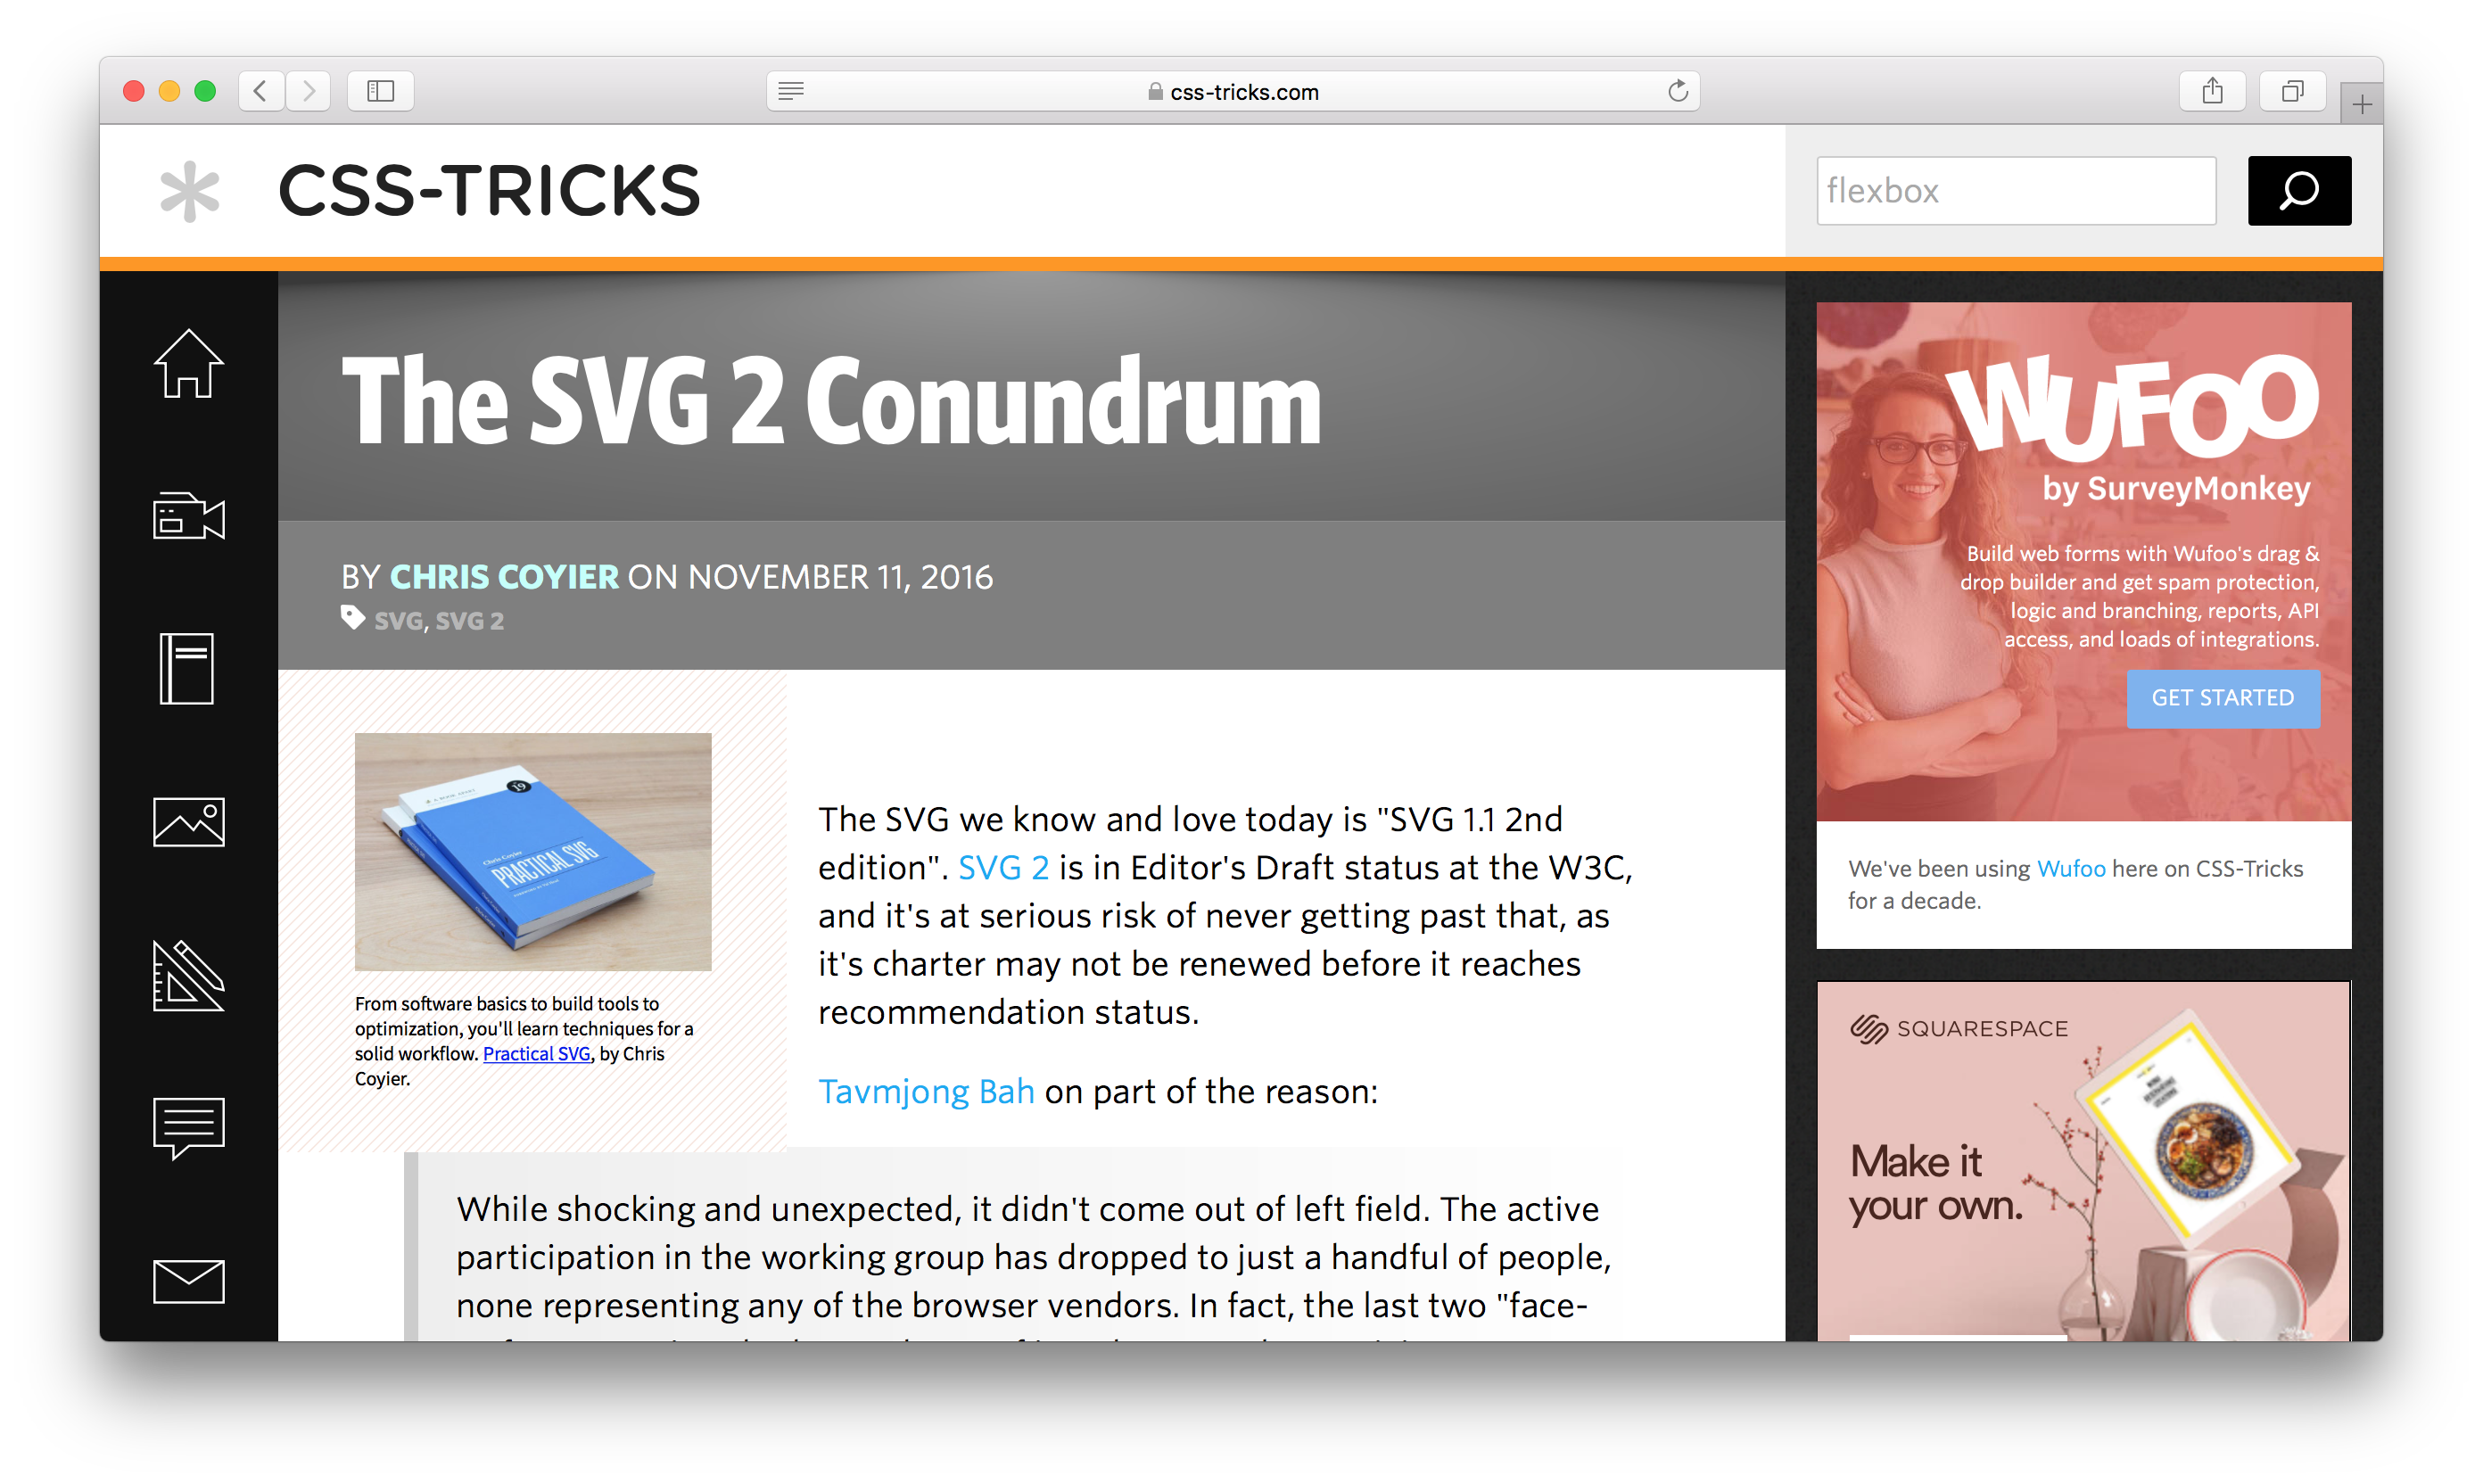 css-tricks.com
CSS-TRICKS
flexbox
The SVG 2 Conundrum
BY CHRIS COYIER ON NOVEMBER 11, 2016
SVG, SVG 2
19
Chris Coyier
PRACTICAL SVG
From software basics to build tools to
optimization, you'll learn techniques for a
solid workflow. Practical SVG, by Chris
Coyier.
The SVG we know and love today is "SVG 1.1 2nd
edition". SVG 2 is in Editor's Draft status at the W3C,
and it's at serious risk of never getting past that, as
it's charter may not be renewed before it reaches
recommendation status.
Tavmjong Bah on part of the reason:
While shocking and unexpected, it didn't come out of left field. The active
participation in the working group has dropped to just a handful of people,
none representing any of the browser vendors. In fact, the last two "face-
WUFOO
by SurveyMonkey
Build web forms with Wufoo's drag &
drop builder and get spam protection,
logic and branching, reports, API
access, and loads of integrations.
GET STARTED
We've been using Wufoo here on CSS-Tricks
for a decade.
SQUARESPACE
Make it
your own.